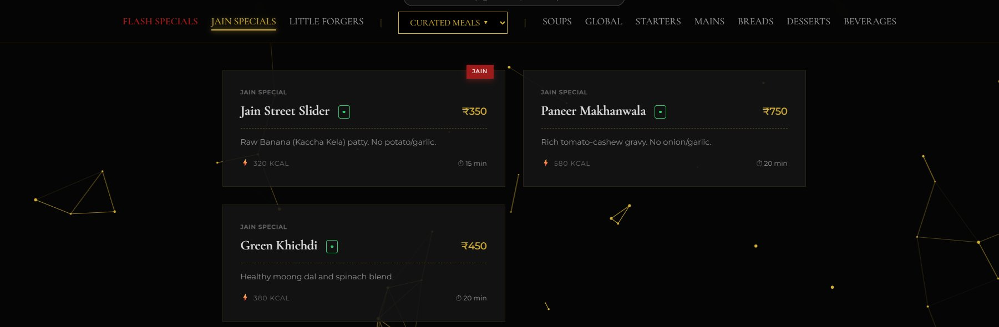 FLASH SPECIALS JAIN SPECIALS LITTLE FORGERS | CURATED MEALS ▼ | SOUPS GLOBAL STARTERS MAINS BREADS DESSERTS BEVERAGES
JAIN
JAIN SPECIAL
Jain Street Slider ₹350
Raw Banana (Kaccha Kela) patty. No potato/garlic.
320 KCAL ⏱ 15 min
JAIN SPECIAL
Paneer Makhanwala ₹750
Rich tomato-cashew gravy. No onion/garlic.
580 KCAL ⏱ 20 min
JAIN SPECIAL
Green Khichdi ₹450
Healthy moong dal and spinach blend.
380 KCAL ⏱ 20 min